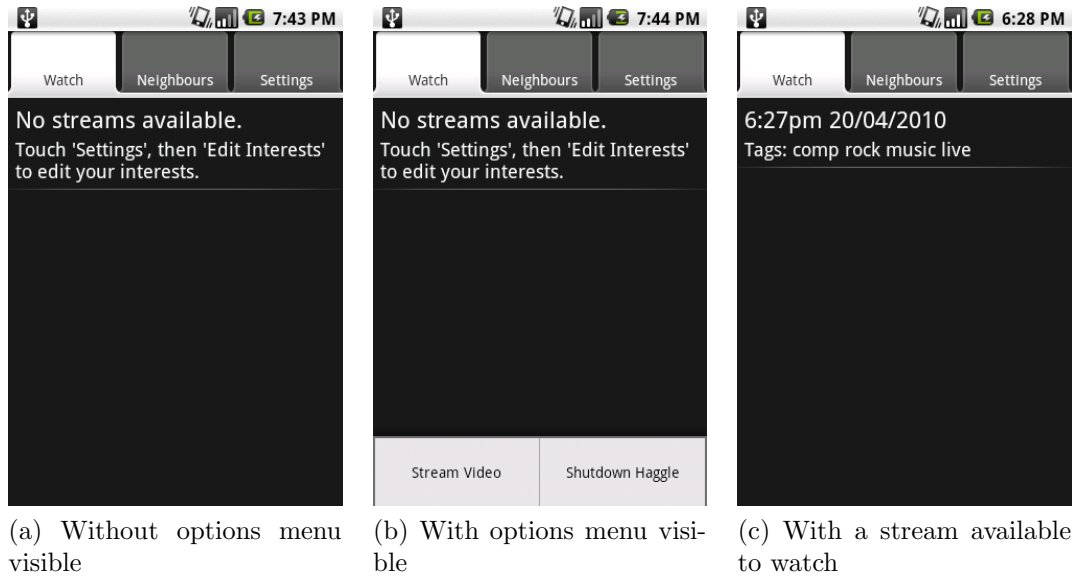 7:43 PM
Watch
Neighbours
Settings
No streams available.
Touch 'Settings', then 'Edit Interests'
to edit your interests.
(a) Without options menu
visible
7:44 PM
Watch
Neighbours
Settings
No streams available.
Touch 'Settings', then 'Edit Interests'
to edit your interests.
Stream Video
Shutdown Haggle
(b) With options menu visi-
ble
6:28 PM
Watch
Neighbours
Settings
6:27pm 20/04/2010
Tags: comp rock music live
(c) With a stream available
to watch